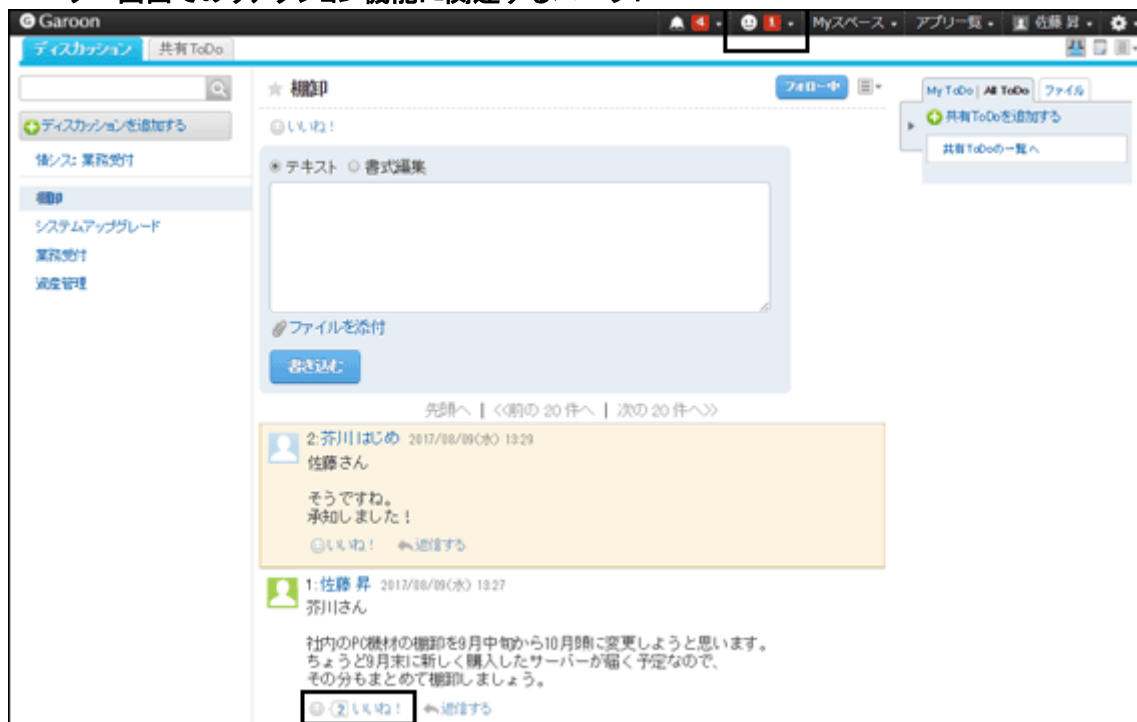 Garoon
4
1
Myスペース
アプリ一覧
佐藤 昇
ディスカッション
共有ToDo
棚卸
フォロー中
My ToDo | All ToDo
ファイル
ディスカッションを追加する
いいね!
共有ToDoを追加する
情シス: 業務受付
テキスト
書式編集
共有ToDoの一覧へ
棚卸
システムアップグレード
業務受付
資産管理
ファイルを添付
書き込む
先頭へ | <<前の 20 件へ | 次の 20 件へ>>
2:芥川 はじめ 2017/08/09(水) 13:29
佐藤さん
そうですね。
承知しました!
いいね! 返信する
1:佐藤 昇 2017/08/09(水) 13:27
芥川さん
社内のPC機材の棚卸を9月中旬から10月頭に変更しようと思います。
ちょうど9月末に新しく購入したサーバーが届く予定なので、
その分もまとめて棚卸しましょう。
2 いいね! 返信する